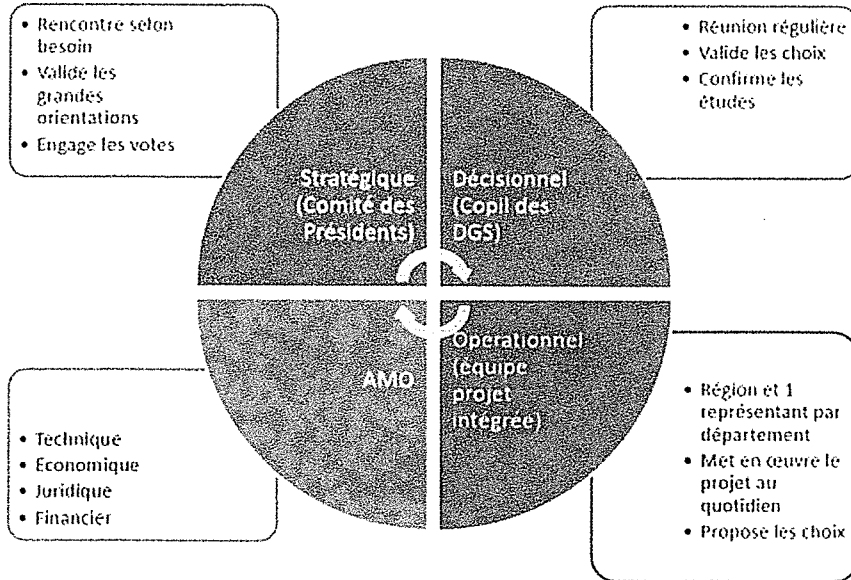 • Rencontre selon
besoin
• Valide les
grandes
orientations
• Engage les votes
• Réunion régulière
• Valide les choix
• Confirme les
études
Stratégique
(Comité des
Présidents)
Décisionnel
(Copil des
DGS)
AMO
Opérationnel
(équipe
projet
intégrée)
• Technique
• Economique
• Juridique
• Financier
• Région et 1
représentant par
département
• Met en œuvre le
projet au
quotidien
• Propose les choix